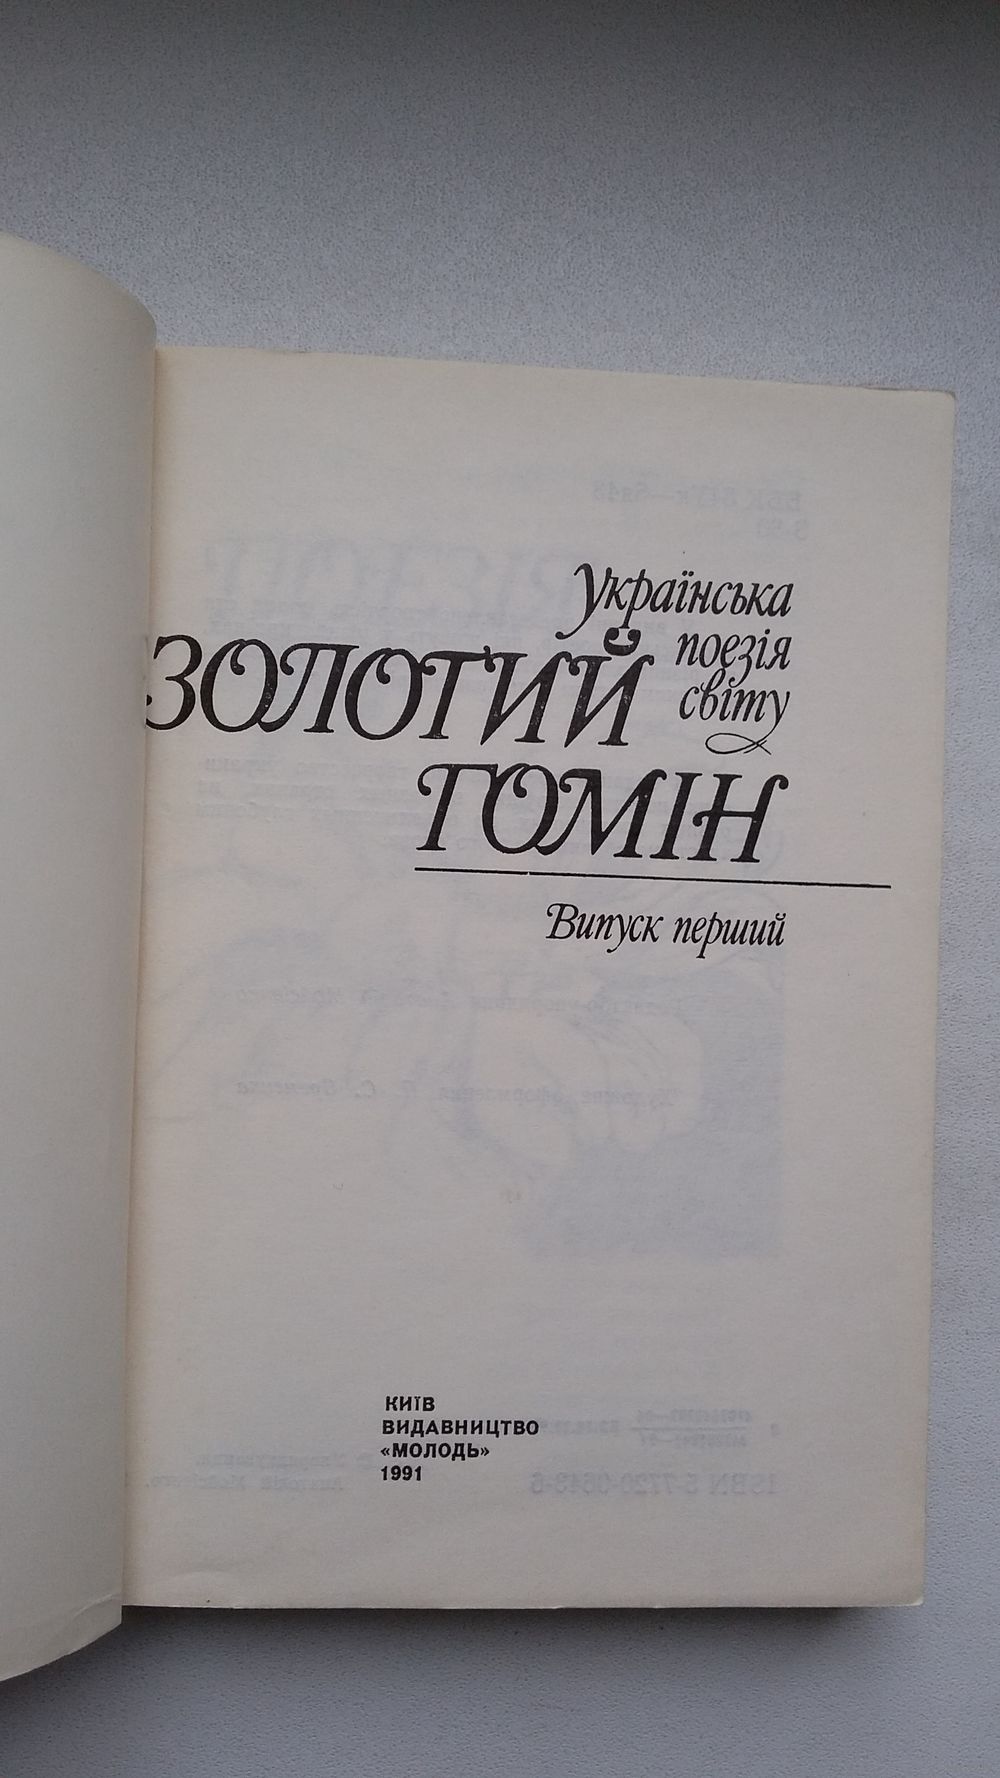 Українська
поезія
світу
ЗОЛОТИЙ
ГОМІН
Випуск перший
КИЇВ
ВИДАВНИЦТВО
«МОЛОДЬ»
1991